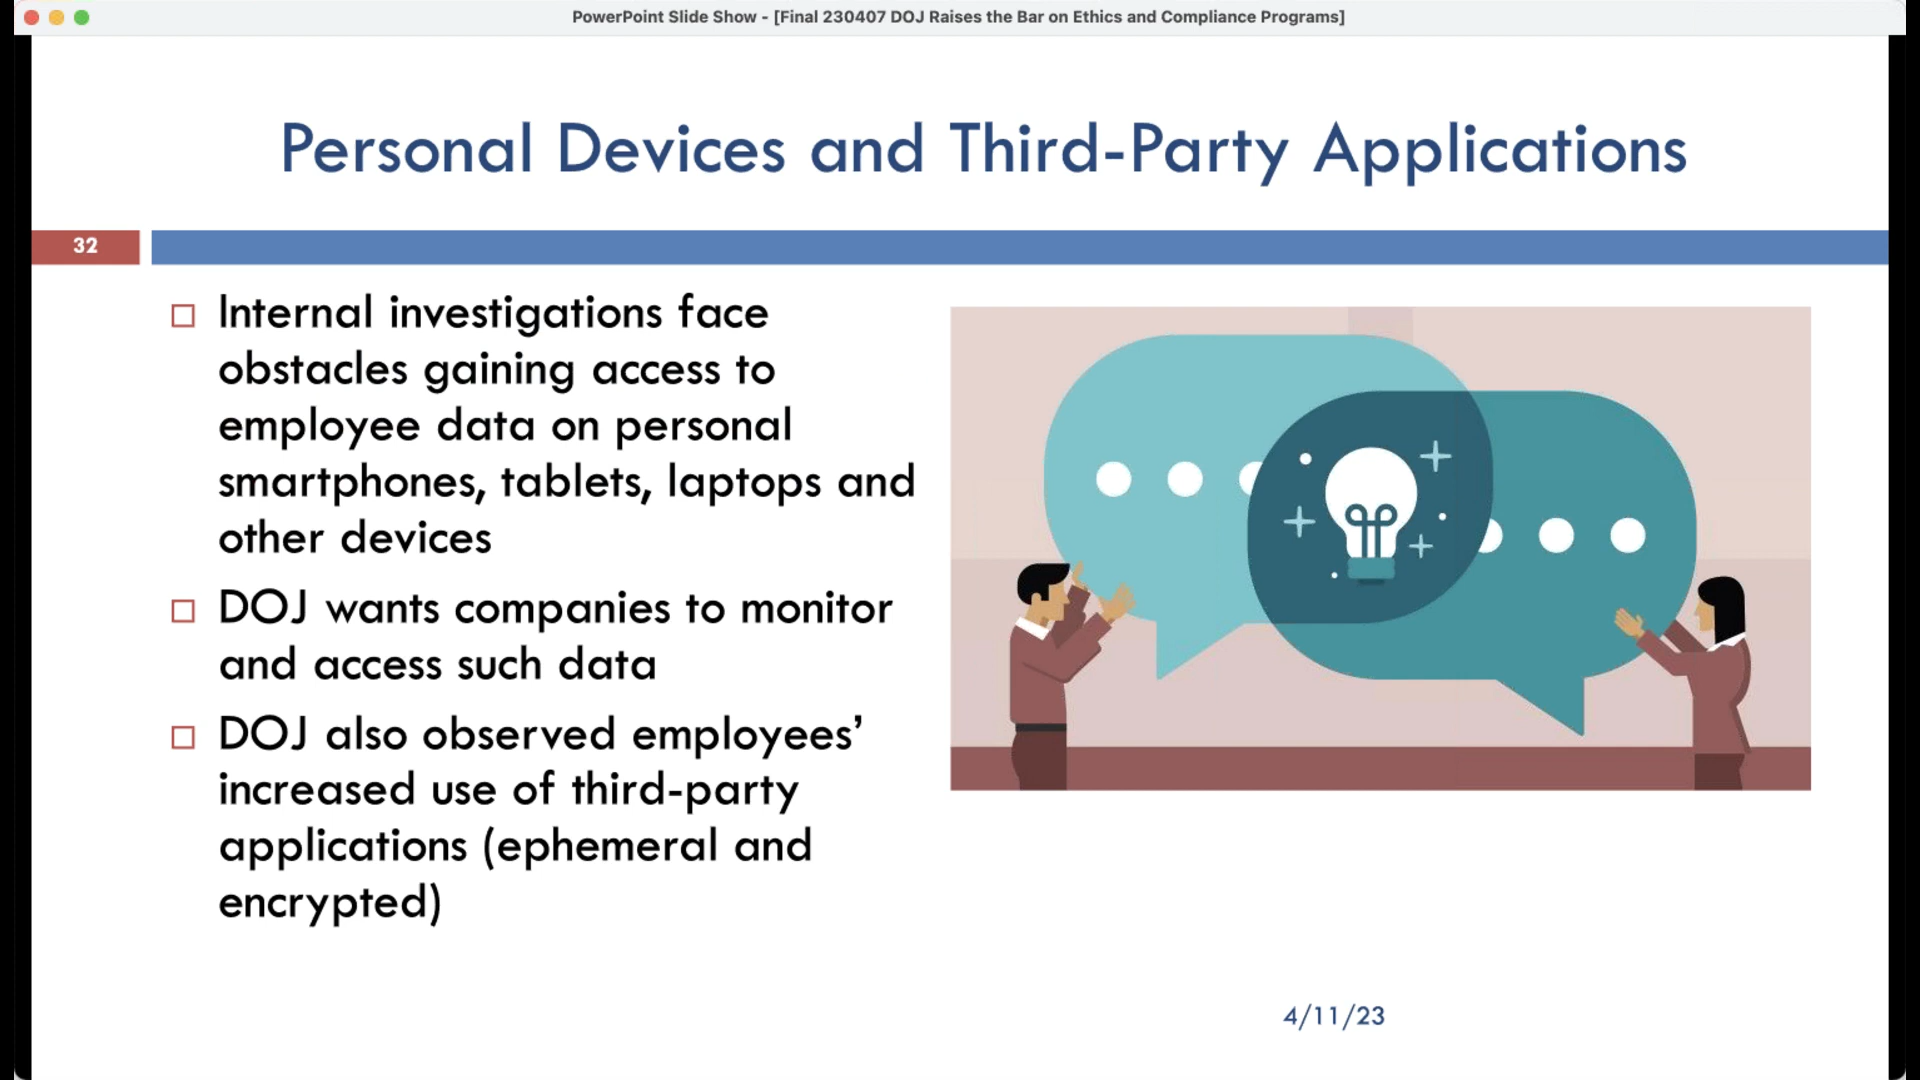 PowerPoint Slide Show - [Final 230407 DOJ Raises the Bar on Ethics and Compliance Programs]
Personal Devices and Third-Party Applications
32
Internal investigations face
obstacles gaining access to
employee data on personal
smartphones, tablets, laptops and
other devices
DOJ wants companies to monitor
and access such data
DOJ also observed employees’
increased use of third-party
applications (ephemeral and
encrypted)
4/11/23